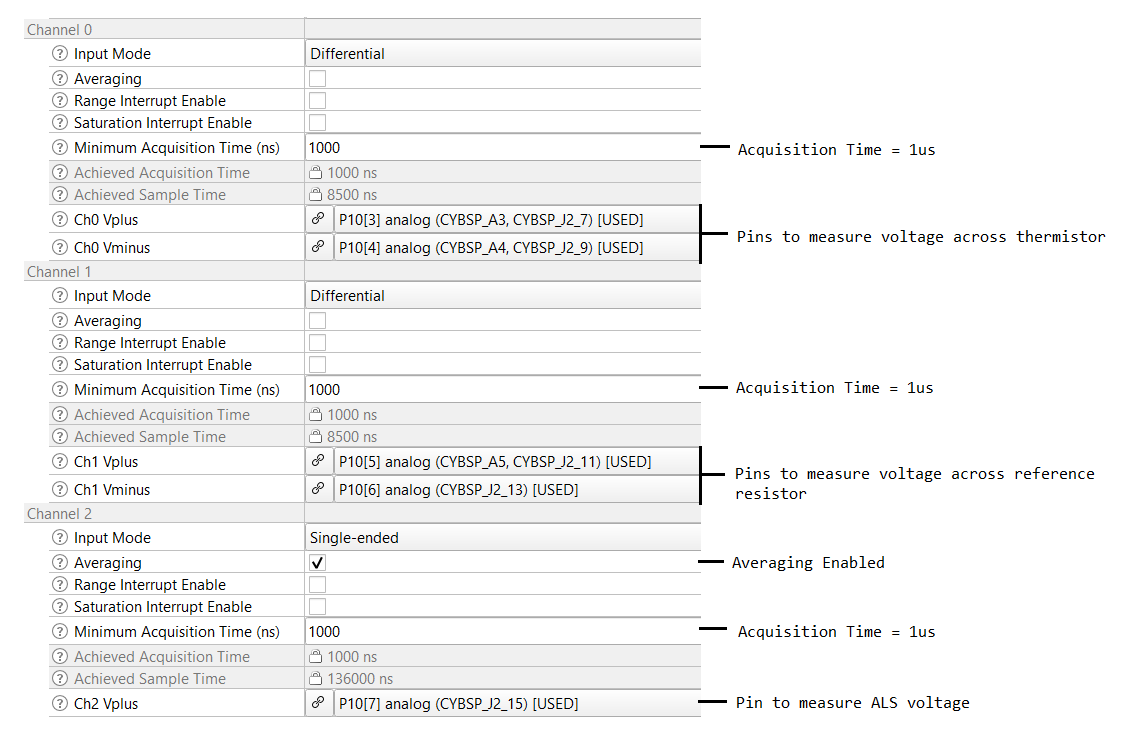 Channel 0
Input Mode Differential
Averaging
Range Interrupt Enable
Saturation Interrupt Enable
Minimum Acquisition Time (ns) 1000 Acquisition Time = 1us
Achieved Acquisition Time 1000 ns
Achieved Sample Time 8500 ns
Ch0 Vplus P10[3] analog (CYBSP_A3, CYBSP_J2_7) [USED]
Pins to measure voltage across thermistor
Ch0 Vminus P10[4] analog (CYBSP_A4, CYBSP_J2_9) [USED]
Channel 1
Input Mode Differential
Averaging
Range Interrupt Enable
Saturation Interrupt Enable
Minimum Acquisition Time (ns) 1000 Acquisition Time = 1us
Achieved Acquisition Time 1000 ns
Achieved Sample Time 8500 ns
Ch1 Vplus P10[5] analog (CYBSP_A5, CYBSP_J2_11) [USED]
Pins to measure voltage across reference
resistor
Ch1 Vminus P10[6] analog (CYBSP_J2_13) [USED]
Channel 2
Input Mode Single-ended
Averaging Averaging Enabled
Range Interrupt Enable
Saturation Interrupt Enable
Minimum Acquisition Time (ns) 1000 Acquisition Time = 1us
Achieved Acquisition Time 1000 ns
Achieved Sample Time 136000 ns
Ch2 Vplus P10[7] analog (CYBSP_J2_15) [USED] Pin to measure ALS voltage